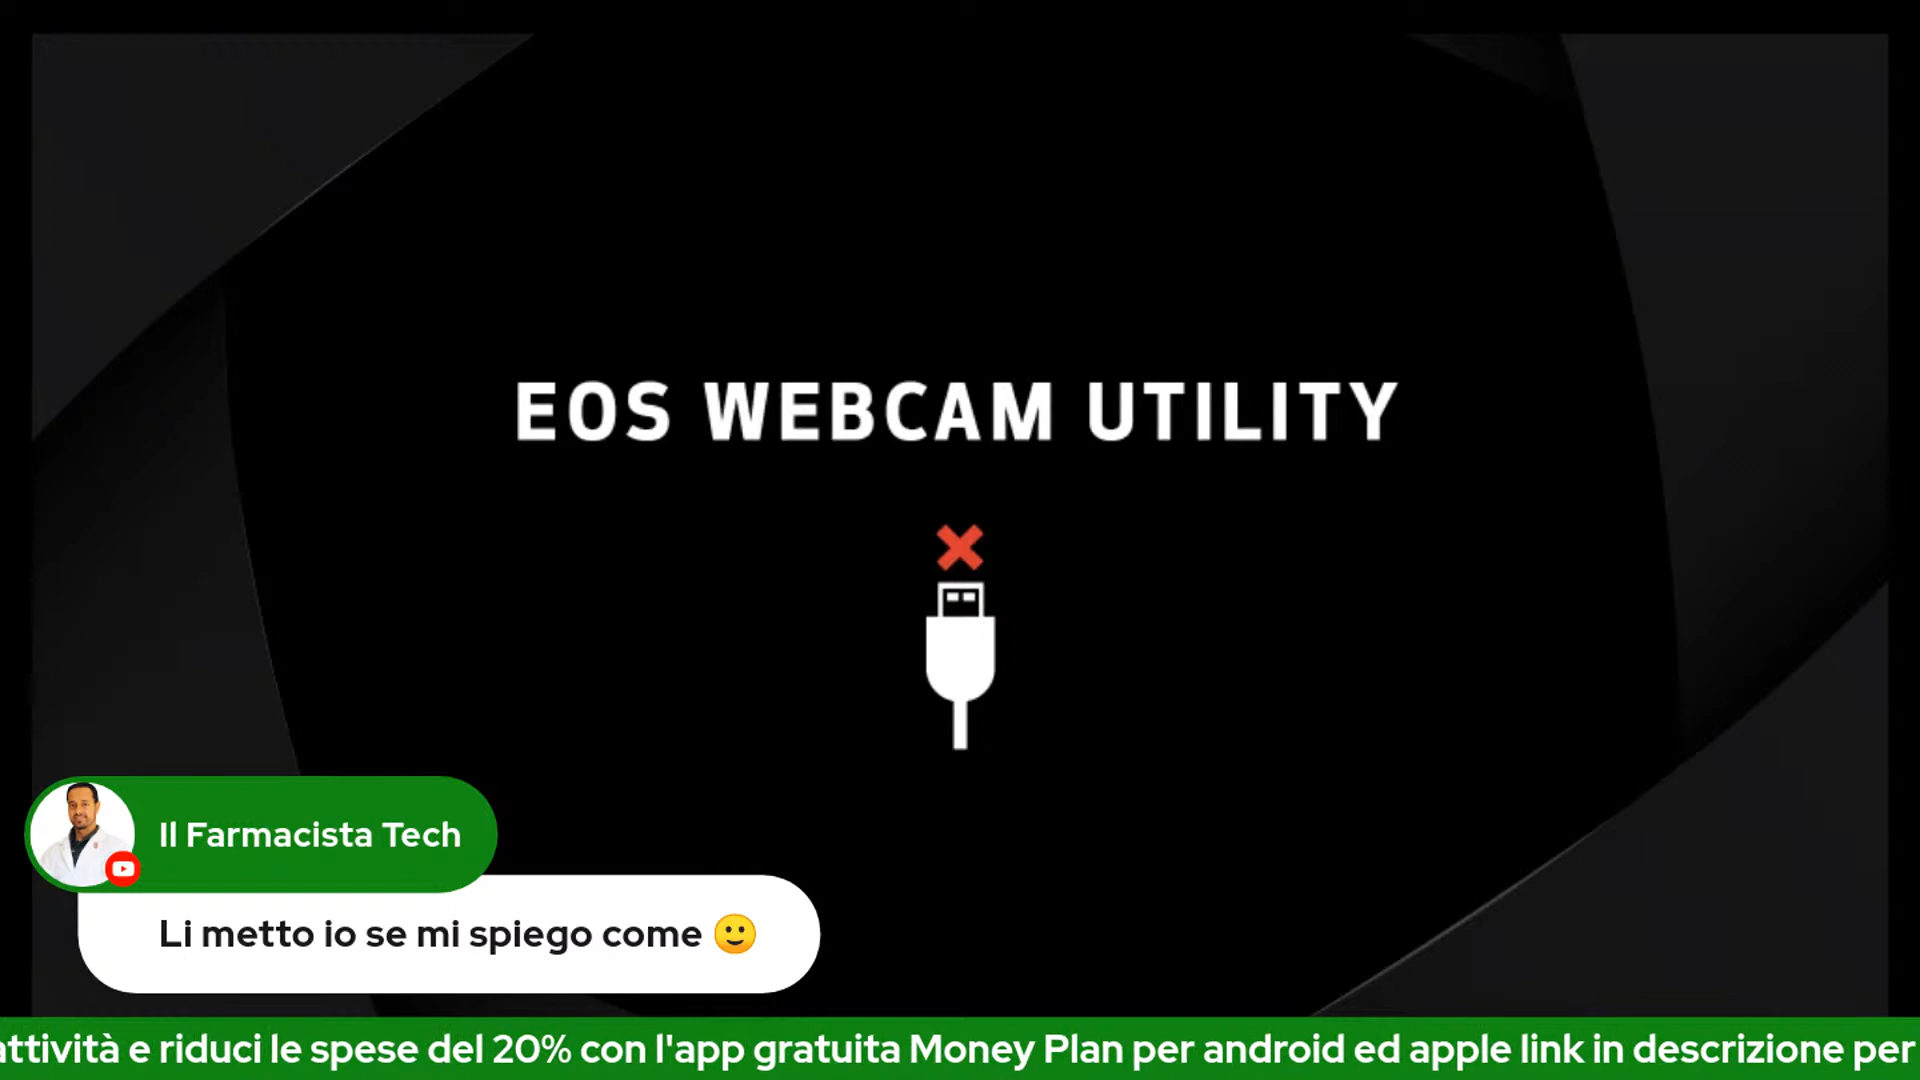 EOS WEBCAM UTILITY
Il Farmacista Tech
Li metto io se mi spiego come 🙂
attività e riduci le spese del 20% con l'app gratuita Money Plan per android ed apple link in descrizione per